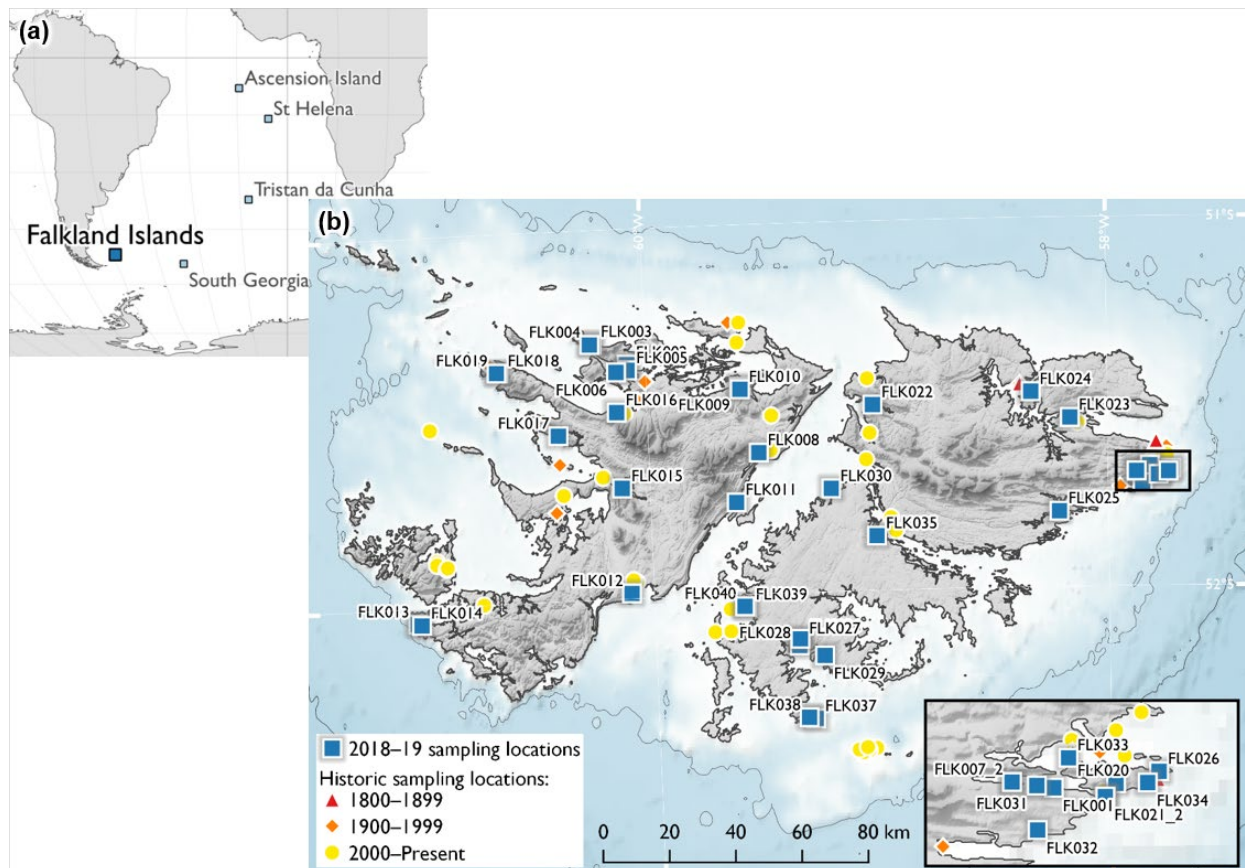 (a)
Ascension Island
St Helena
Tristan da Cunha
Falkland Islands
South Georgia
(b)
60°W
58°W
51°S
FLK004
FLK003
FLK005
FLK019
FLK018
FLK006
FLK010
FLK009
FLK016
FLK022
FLK024
FLK023
FLK017
FLK008
FLK015
FLK011
FLK030
FLK025
FLK035
FLK012
52°S
FLK040
FLK039
FLK013
FLK014
FLK028
FLK027
FLK029
FLK038
FLK037
2018–19 sampling locations
Historic sampling locations:
1800–1899
1900–1999
2000–Present
0 20 40 60 80 km
FLK033
FLK007_2
FLK020
FLK026
FLK031
FLK001
FLK034
FLK021_2
FLK032